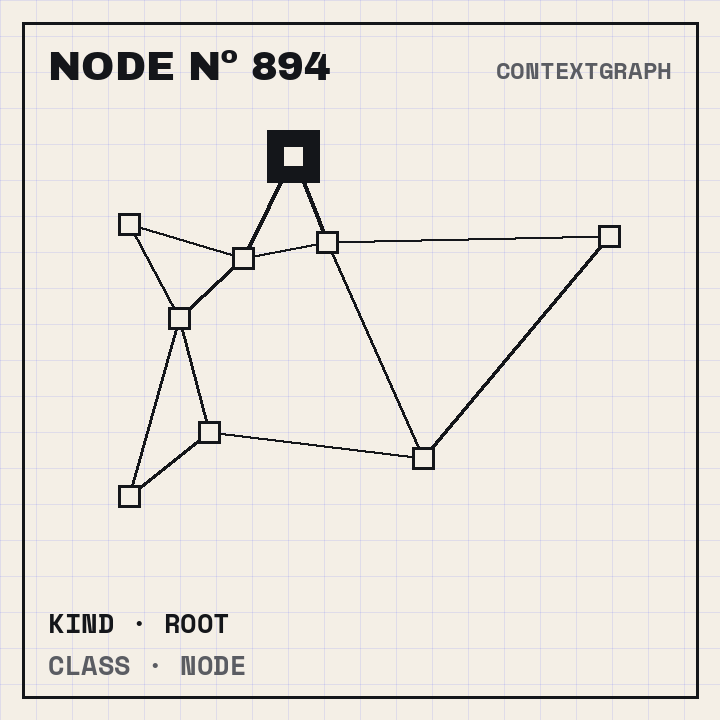 NODE Nº 894
CONTEXTGRAPH
KIND · ROOT
CLASS · NODE